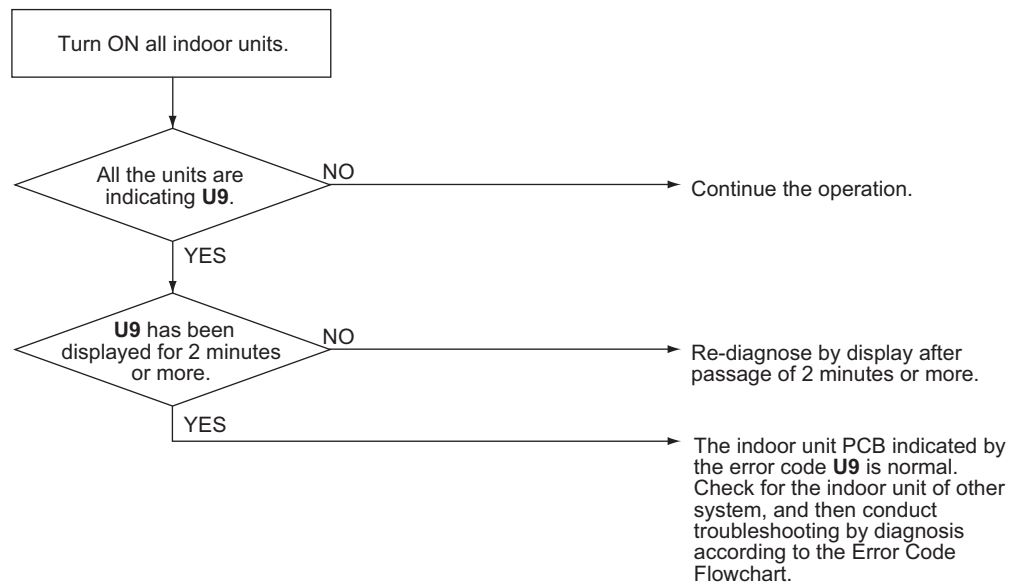 Turn ON all indoor units.
All the units are
indicating U9.
NO
Continue the operation.
YES
U9 has been
displayed for 2 minutes
or more.
NO
Re-diagnose by display after
passage of 2 minutes or more.
YES
The indoor unit PCB indicated by
the error code U9 is normal.
Check for the indoor unit of other
system, and then conduct
troubleshooting by diagnosis
according to the Error Code
Flowchart.